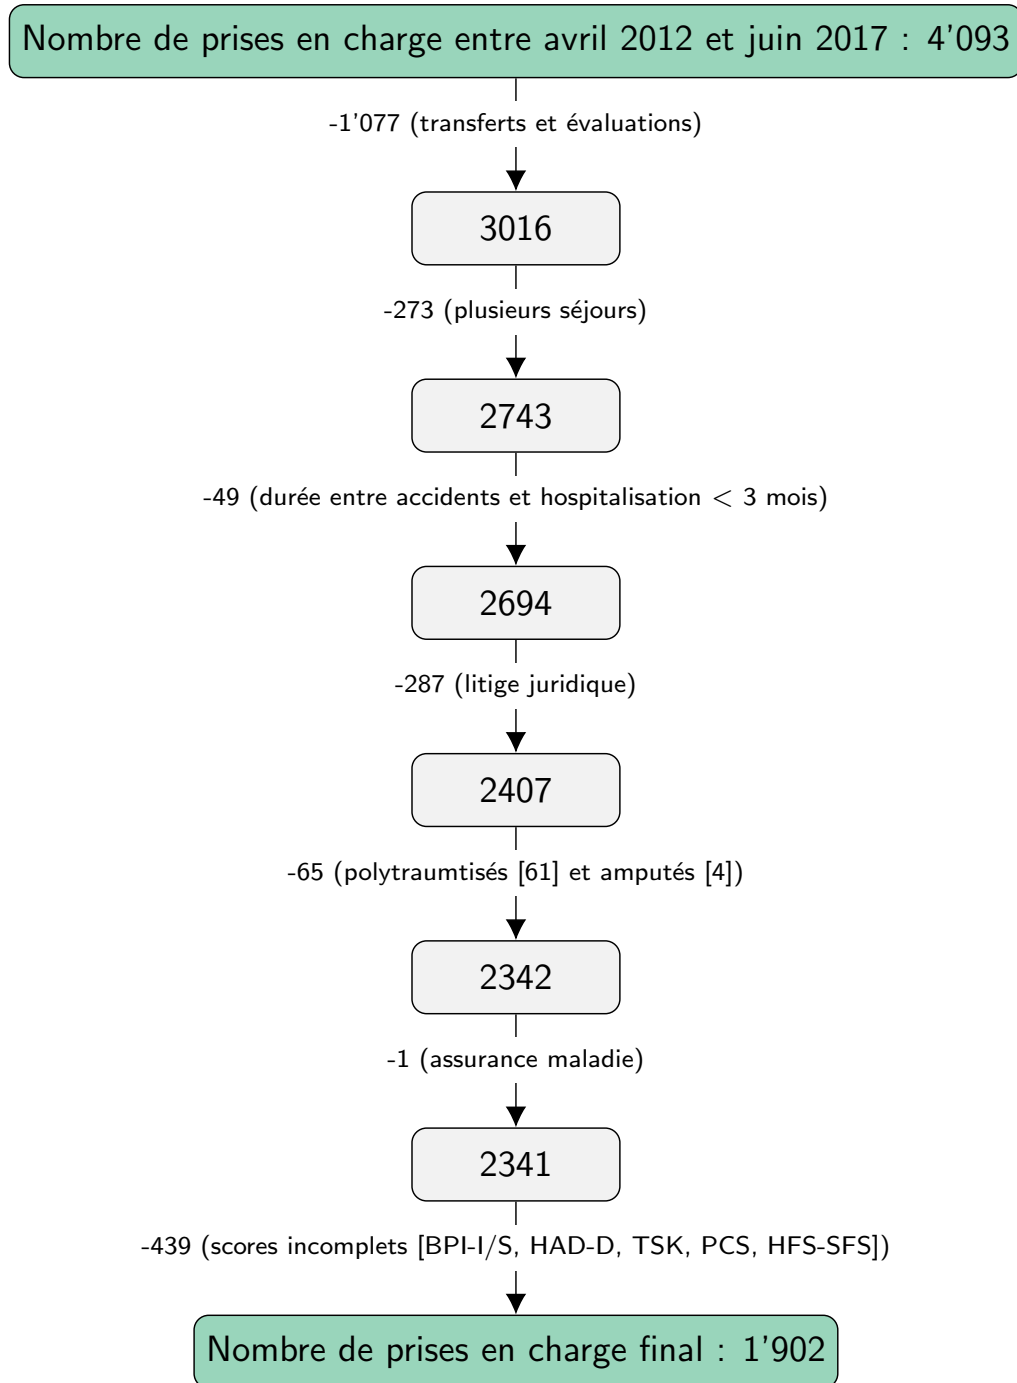 Nombre de prises en charge entre avril 2012 et juin 2017 : 4'093
-1'077 (transferts et évaluations)
3016
-273 (plusieurs séjours)
2743
-49 (durée entre accidents et hospitalisation < 3 mois)
2694
-287 (litige juridique)
2407
-65 (polytraumtisés [61] et amputés [4])
2342
-1 (assurance maladie)
2341
-439 (scores incomplets [BPI-I/S, HAD-D, TSK, PCS, HFS-SFS])
Nombre de prises en charge final : 1'902